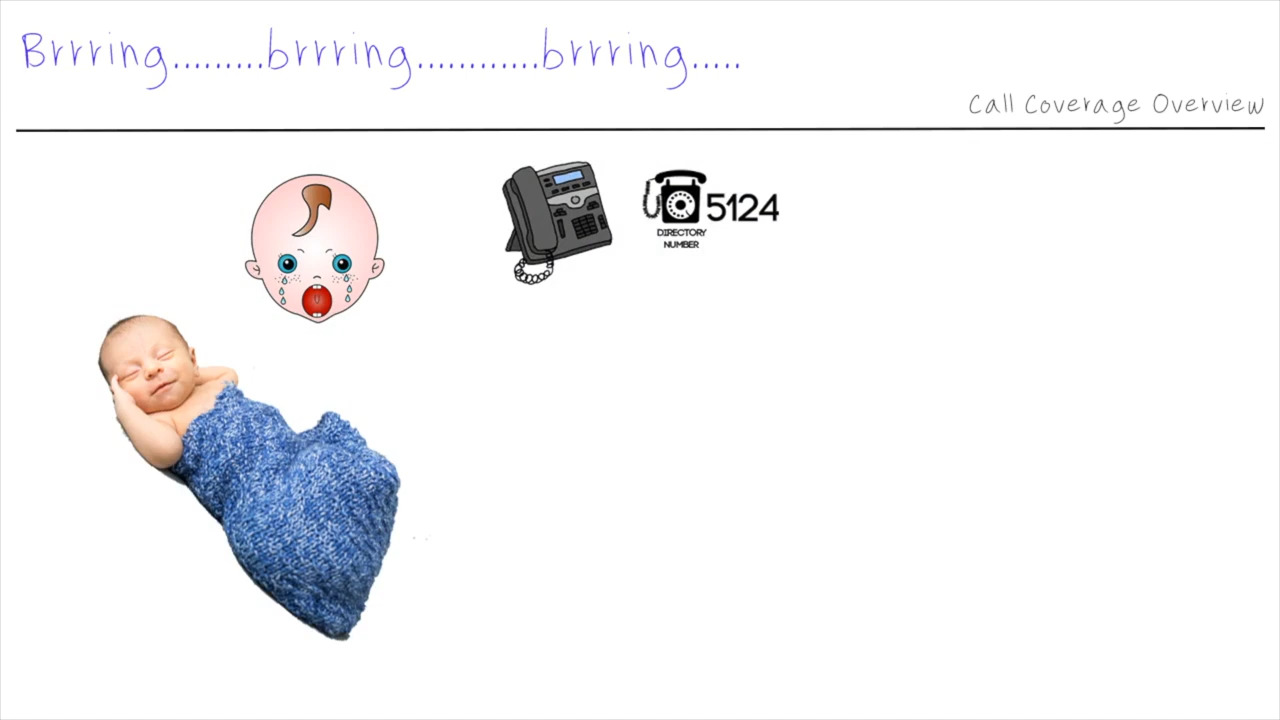 Brrring.........brrring............brrring.....
Call Coverage Overview
5124
DIRECTORY
NUMBER